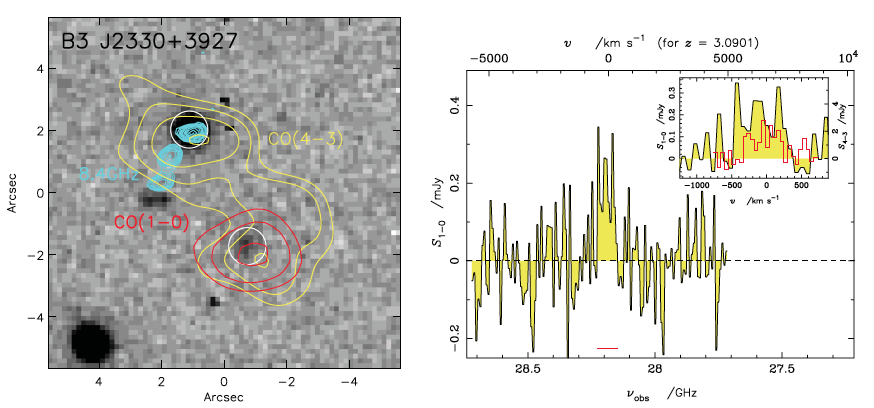 B3 J2330+3927
CO(4−3)
8.4GHz
CO(1−0)
4
2
0
−2
−4
4 2 0 −2 −4
Arcsec
Arcsec
v /km s⁻¹ (for z = 3.0901)
−5000 0 5000 10⁴
0.4
0.2
0
−0.2
S₁₋₀ /mJy
28.5 28 27.5
ν_obs /GHz
0.3
0.2
0.1
0
S₁₋₀ /mJy
4
2
0
S₄₋₃ /mJy
−1000 −500 0 500
v /km s⁻¹